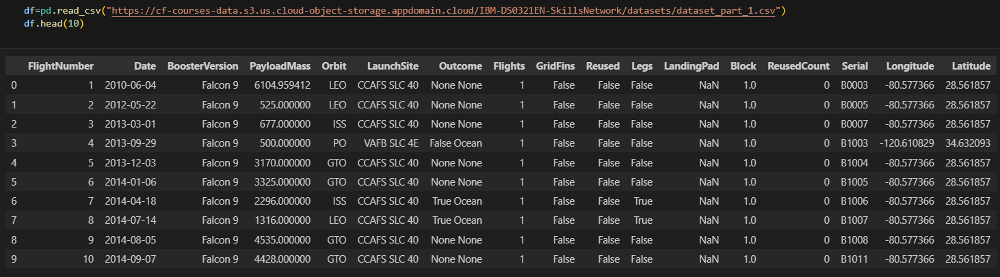 df=pd.read_csv("https://cf-courses-data.s3.us.cloud-object-storage.appdomain.cloud/IBM-DS0321EN-SkillsNetwork/datasets/dataset_part_1.csv")
df.head(10)
FlightNumber Date BoosterVersion PayloadMass Orbit LaunchSite Outcome Flights GridFins Reused Legs LandingPad Block ReusedCount Serial Longitude Latitude
0 1 2010-06-04 Falcon 9 6104.959412 LEO CCAFS SLC 40 None None 1 False False False NaN 1.0 0 B0003 -80.577366 28.561857
1 2 2012-05-22 Falcon 9 525.000000 LEO CCAFS SLC 40 None None 1 False False False NaN 1.0 0 B0005 -80.577366 28.561857
2 3 2013-03-01 Falcon 9 677.000000 ISS CCAFS SLC 40 None None 1 False False False NaN 1.0 0 B0007 -80.577366 28.561857
3 4 2013-09-29 Falcon 9 500.000000 PO VAFB SLC 4E False Ocean 1 False False False NaN 1.0 0 B1003 -120.610829 34.632093
4 5 2013-12-03 Falcon 9 3170.000000 GTO CCAFS SLC 40 None None 1 False False False NaN 1.0 0 B1004 -80.577366 28.561857
5 6 2014-01-06 Falcon 9 3325.000000 GTO CCAFS SLC 40 None None 1 False False False NaN 1.0 0 B1005 -80.577366 28.561857
6 7 2014-04-18 Falcon 9 2296.000000 ISS CCAFS SLC 40 True Ocean 1 False False True NaN 1.0 0 B1006 -80.577366 28.561857
7 8 2014-07-14 Falcon 9 1316.000000 LEO CCAFS SLC 40 True Ocean 1 False False True NaN 1.0 0 B1007 -80.577366 28.561857
8 9 2014-08-05 Falcon 9 4535.000000 GTO CCAFS SLC 40 None None 1 False False False NaN 1.0 0 B1008 -80.577366 28.561857
9 10 2014-09-07 Falcon 9 4428.000000 GTO CCAFS SLC 40 None None 1 False False False NaN 1.0 0 B1011 -80.577366 28.561857